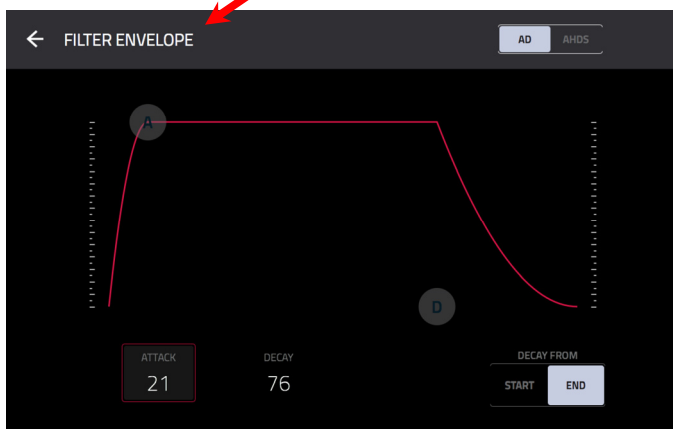 FILTER ENVELOPE
AD AHDS
A
D
ATTACK DECAY DECAY FROM
21 76 START END